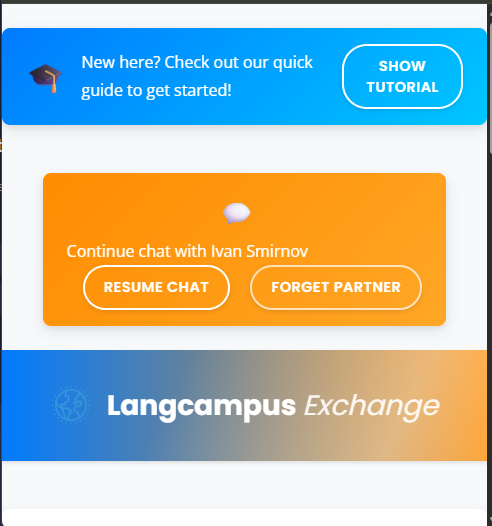 New here? Check out our quick
guide to get started!
SHOW
TUTORIAL
Continue chat with Ivan Smirnov
RESUME CHAT
FORGET PARTNER
Langcampus Exchange